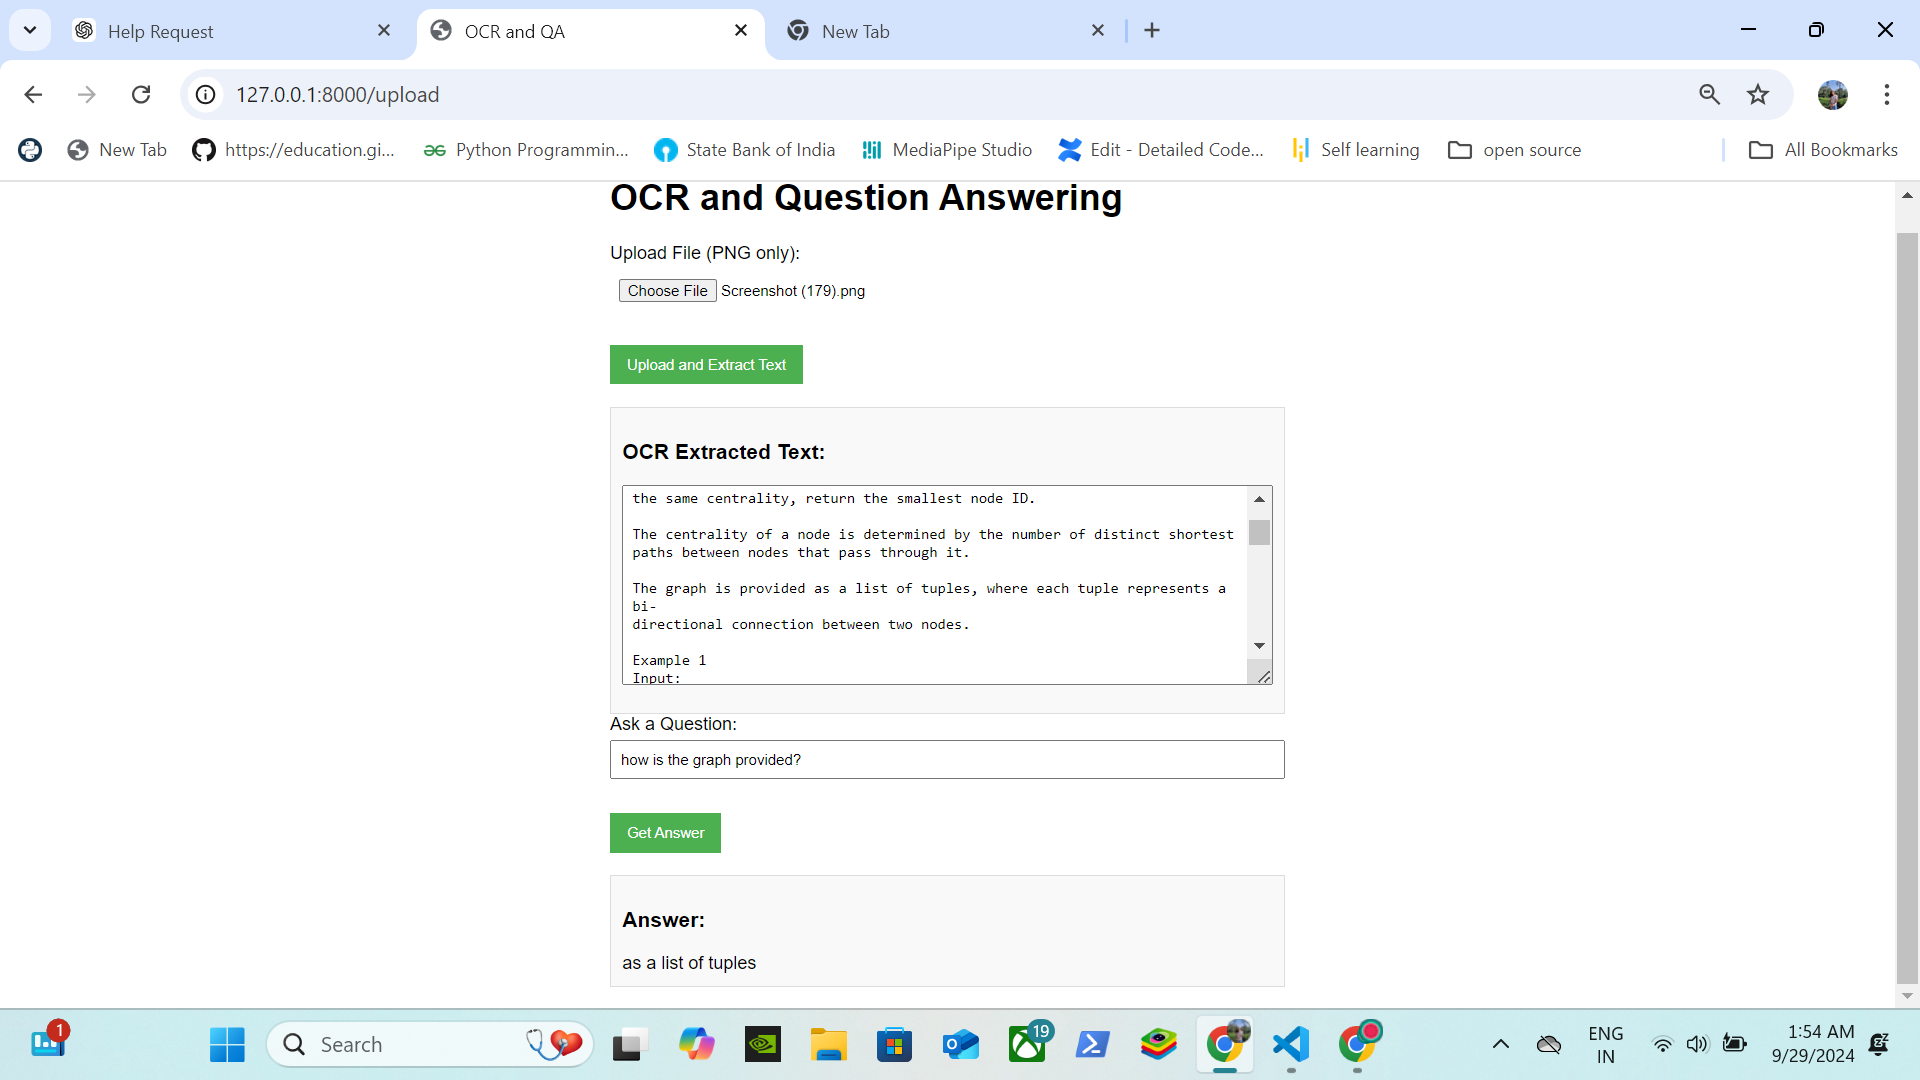 Help Request
OCR and QA
New Tab
127.0.0.1:8000/upload
New Tab
https://education.gi...
Python Programmin...
State Bank of India
MediaPipe Studio
Edit - Detailed Code...
Self learning
open source
All Bookmarks
OCR and Question Answering
Upload File (PNG only):
Choose File Screenshot (179).png
Upload and Extract Text
OCR Extracted Text:
the same centrality, return the smallest node ID.
The centrality of a node is determined by the number of distinct shortest
paths between nodes that pass through it.
The graph is provided as a list of tuples, where each tuple represents a
bi-
directional connection between two nodes.
Example 1
Input:
Ask a Question:
how is the graph provided?
Get Answer
Answer:
as a list of tuples
1
Search
19
ENG
IN
1:54 AM
9/29/2024